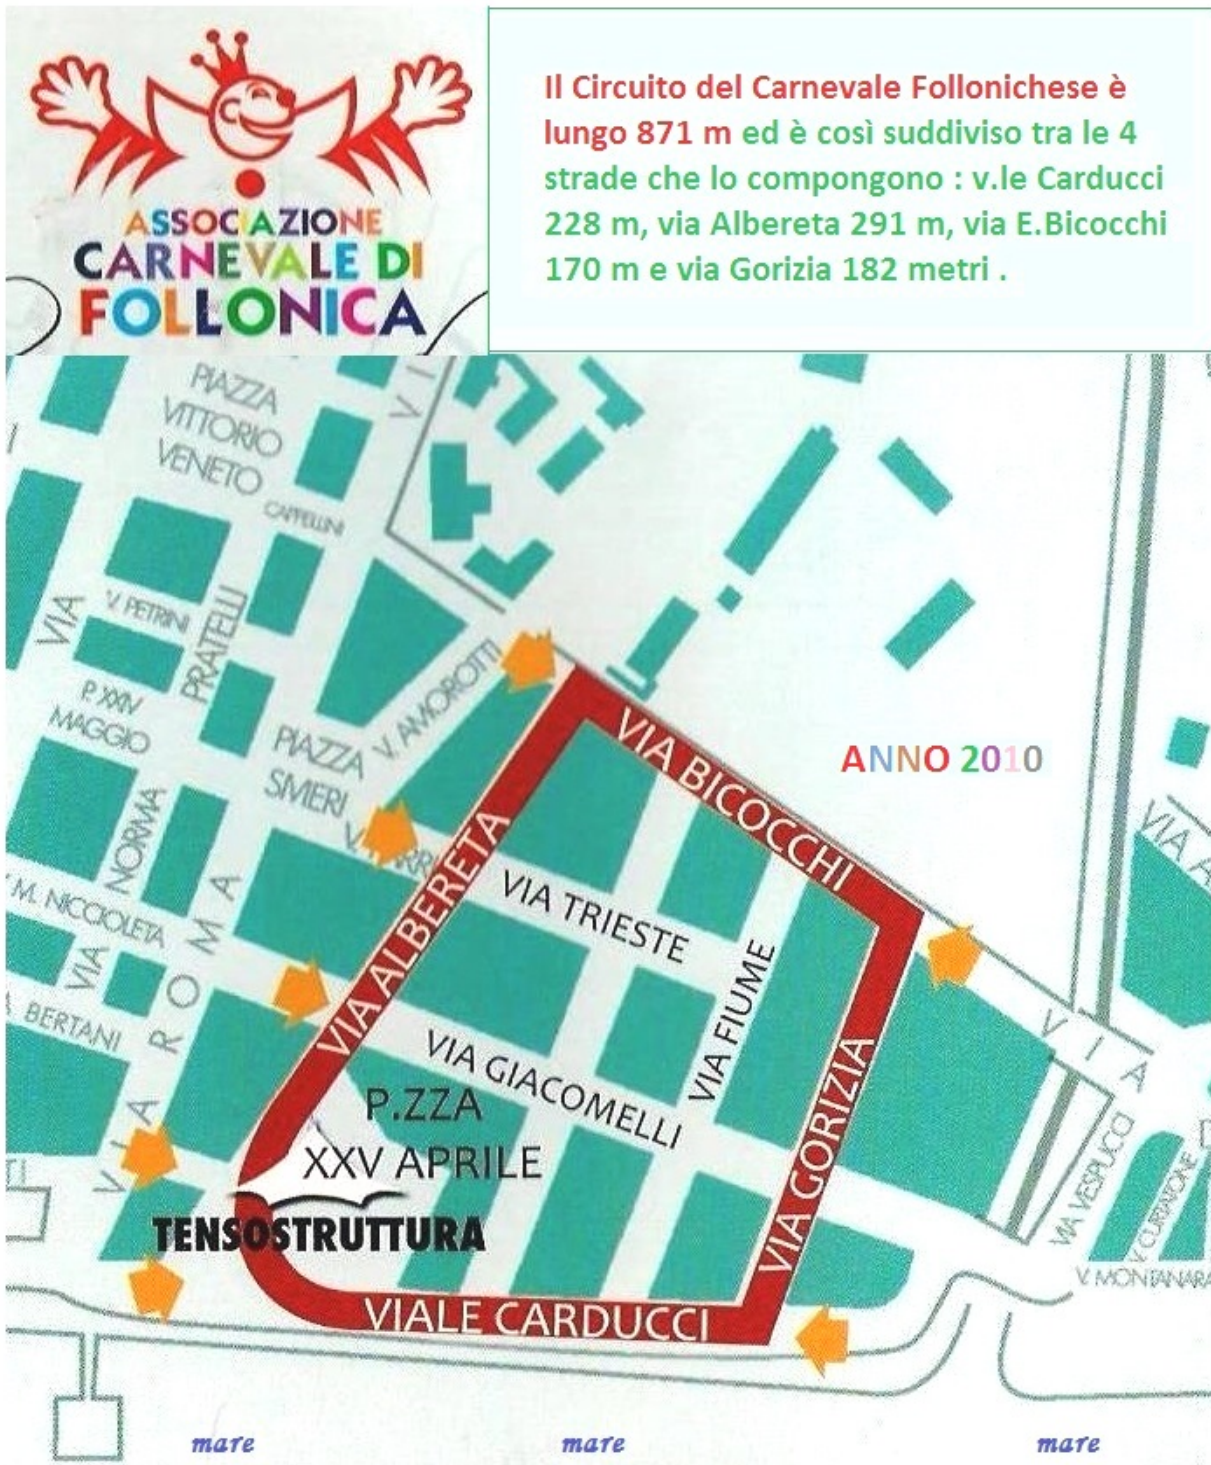 ASSOCIAZIONE
CARNEVALE DI
FOLLONICA
Il Circuito del Carnevale Follonichese è
lungo 871 m ed è così suddiviso tra le 4
strade che lo compongono : v.le Carducci
228 m, via Albereta 291 m, via E.Bicocchi
170 m e via Gorizia 182 metri .
PIAZZA
VITTORIO
VENETO
CAPPELLINI
VI
VIA
V. PETRINI
PRATELLI
P. XXIV
MAGGIO
V. AMOROTTI
PIAZZA
SIVIERI
VIA BICOCCHI
ANNO 2010
VIA NORMA
M. NICCIOLETA
VIA ROMA
BERTANI
VIA ALBERETA
VIA TRIESTE
VIA FIUME
VIA GIACOMELLI
VIA GORIZIA
P.ZZA
XXV APRILE
TENSOSTRUTTURA
VIALE CARDUCCI
VIA
VIA A
VIA VESPUCCI
V. CURTATONE
V. MONTANARA
mare
mare
mare